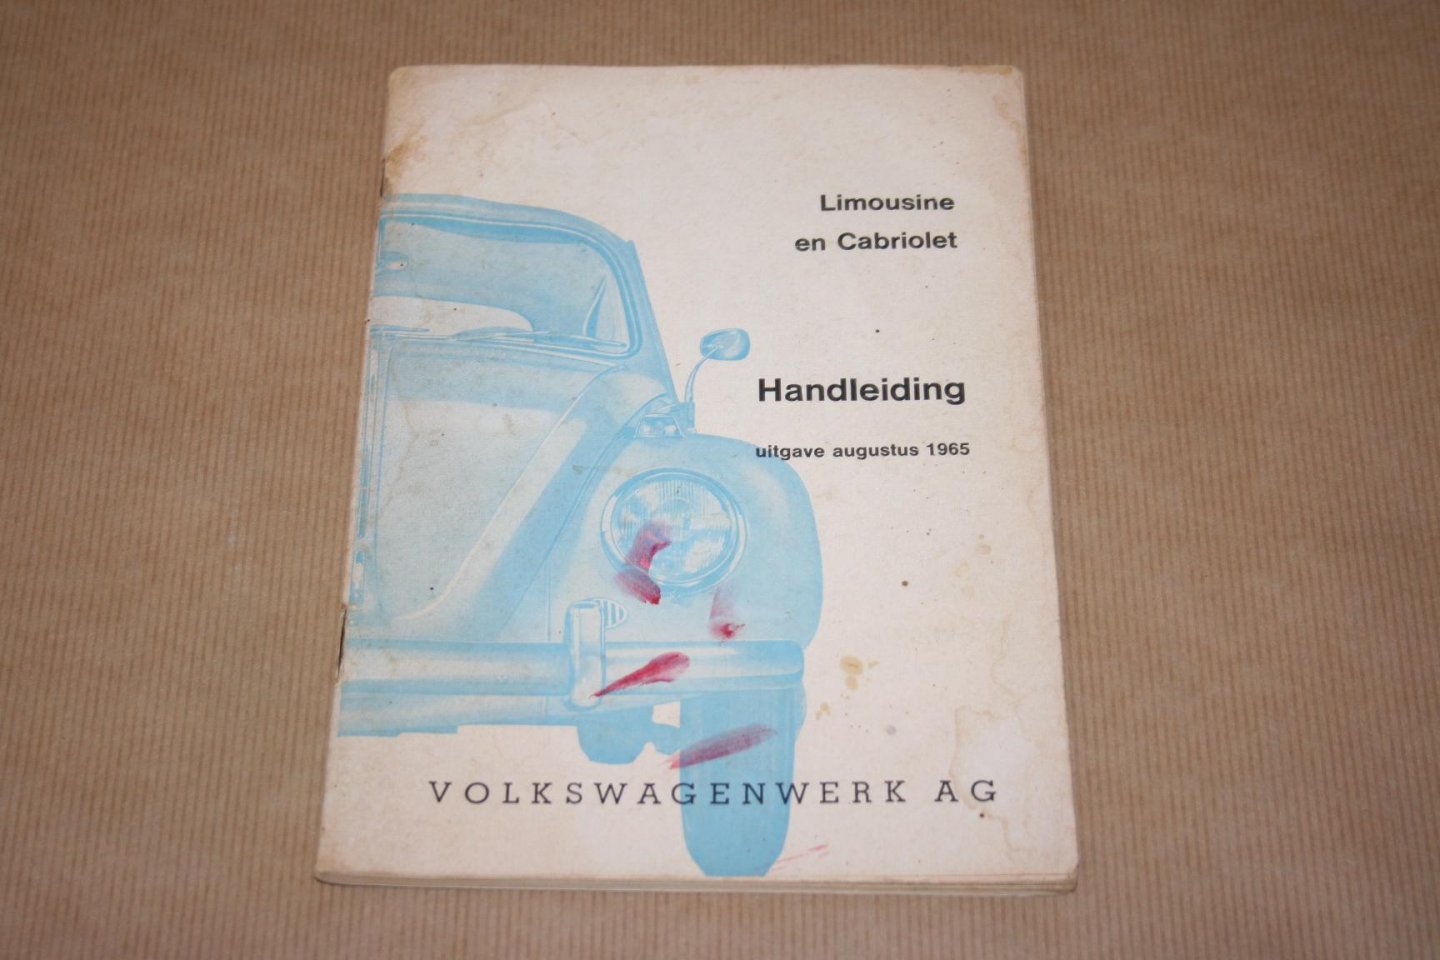 Limousine
en Cabriolet
Handleiding
uitgave augustus 1965
VOLKSWAGENWERK AG